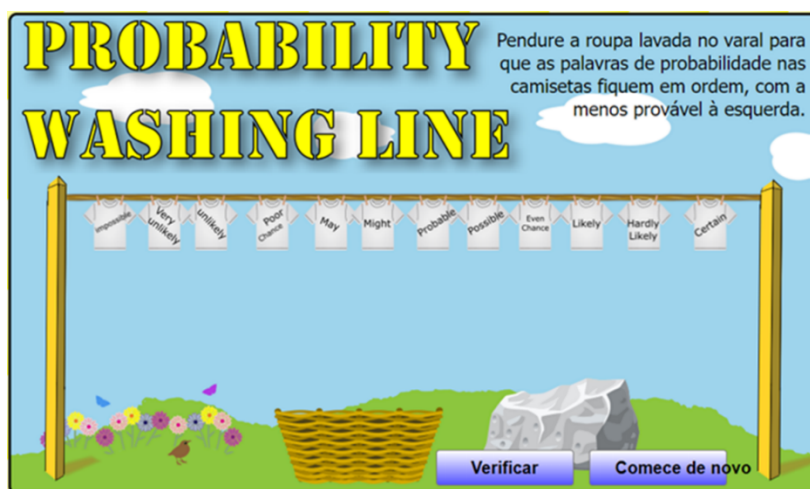 PROBABILITY
WASHING LINE
Pendure a roupa lavada no varal para
que as palavras de probabilidade nas
camisetas fiquem em ordem, com a
menos provável à esquerda.
Impossible
Very
unlikely
unlikely
Poor
Chance
May
Might
Probable
Possible
Even
Chance
Likely
Hardly
Likely
Certain
Verificar
Comece de novo